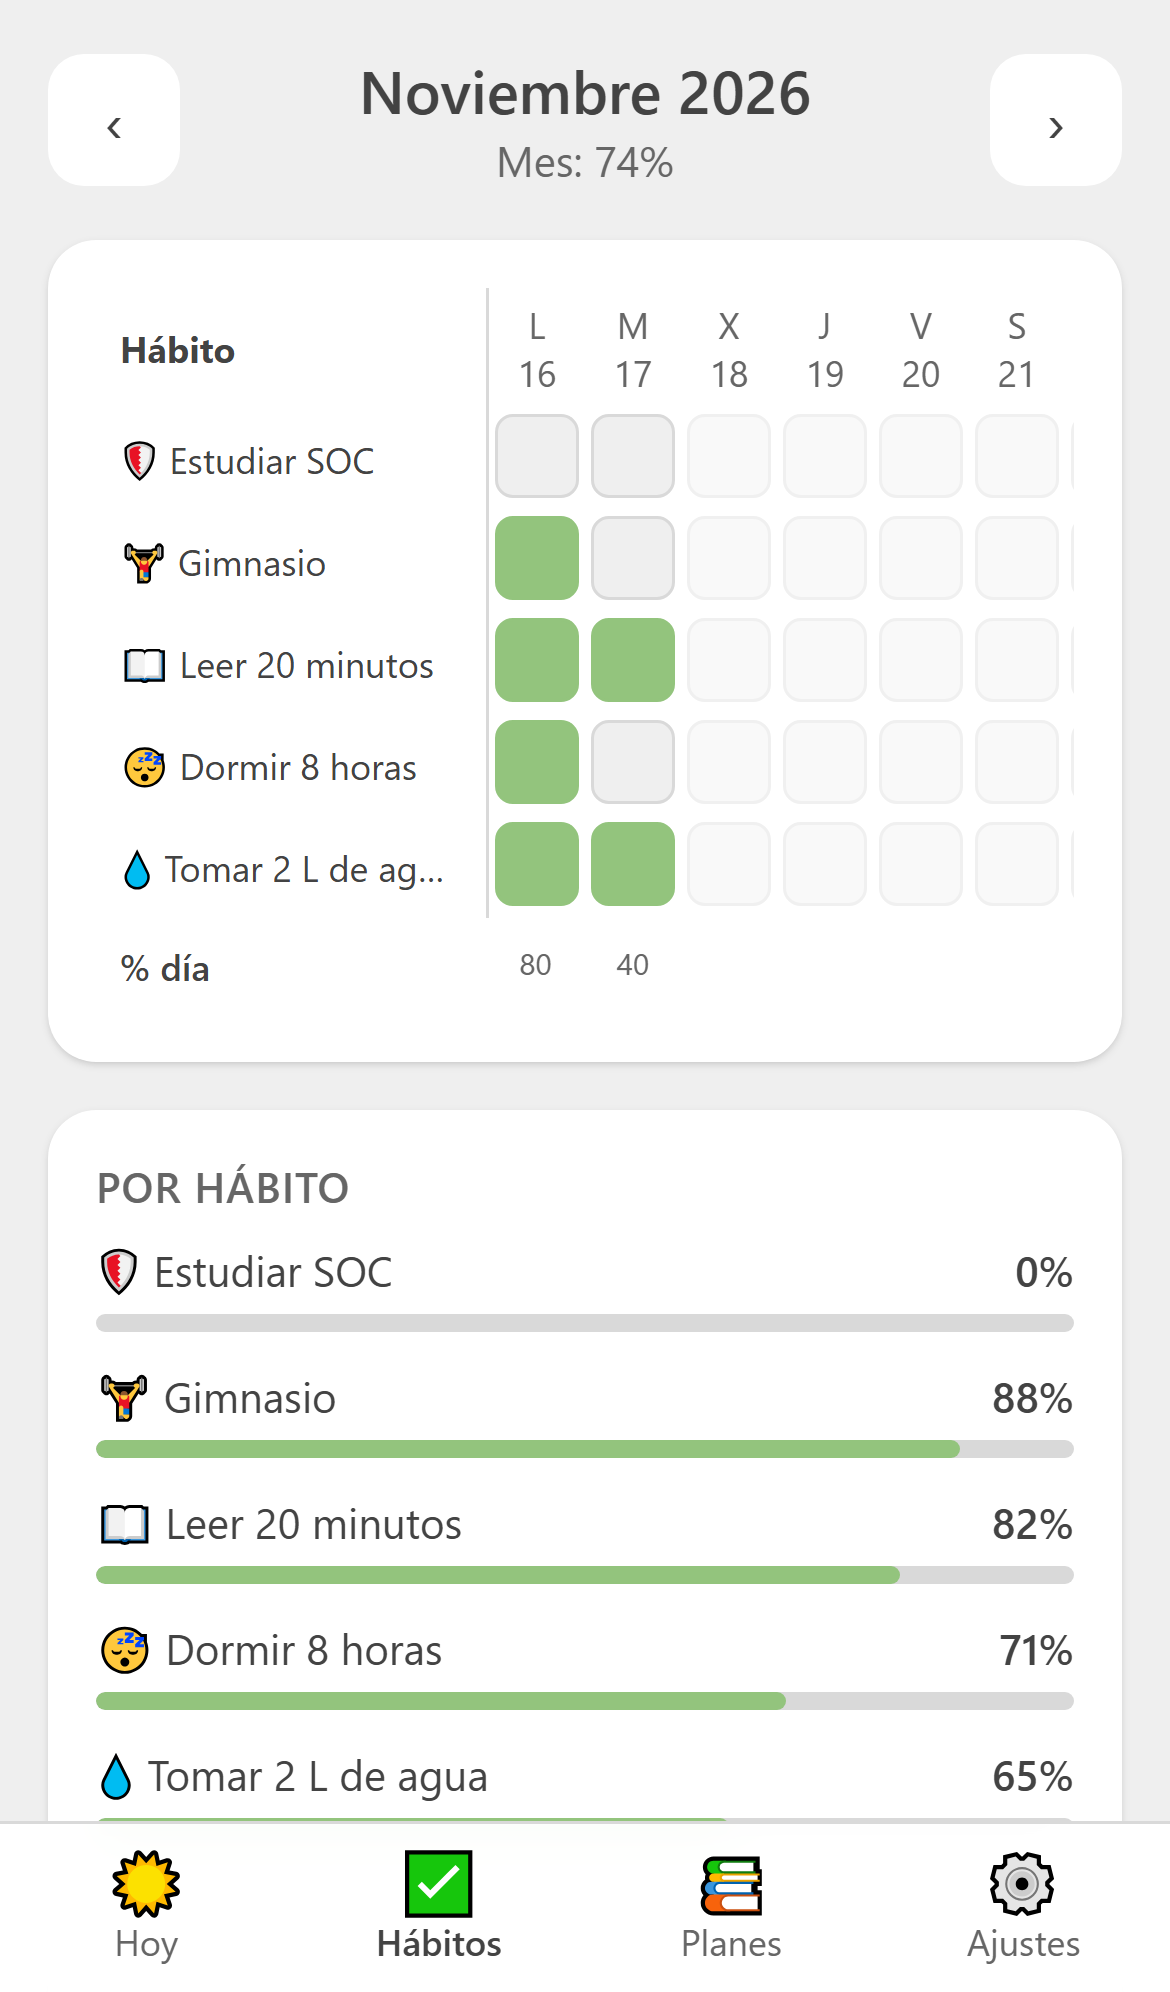 ‹
Noviembre 2026
Mes: 74%
›
Hábito
L M X J V S
16 17 18 19 20 21
Estudiar SOC
Gimnasio
Leer 20 minutos
Dormir 8 horas
Tomar 2 L de ag...
% día 80 40
POR HÁBITO
Estudiar SOC 0%
Gimnasio 88%
Leer 20 minutos 82%
Dormir 8 horas 71%
Tomar 2 L de agua 65%
Hoy Hábitos Planes Ajustes